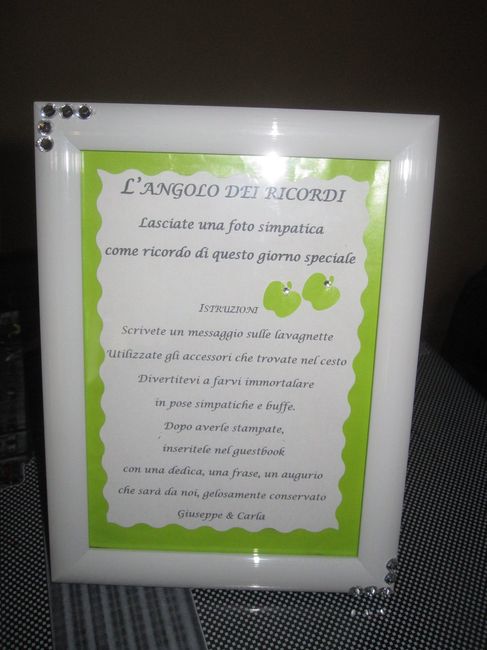 L'ANGOLO DEI RICORDI
Lasciate una foto simpatica
come ricordo di questo giorno speciale
ISTRUZIONI
Scrivete un messaggio sulle lavagnette
Utilizzate gli accessori che trovate nel cesto
Divertitevi a farvi immortalare
in pose simpatiche e buffe.
Dopo averle stampate,
inseritele nel guestbook
con una dedica, una frase, un augurio
che sarà da noi, gelosamente conservato
Giuseppe & Carla